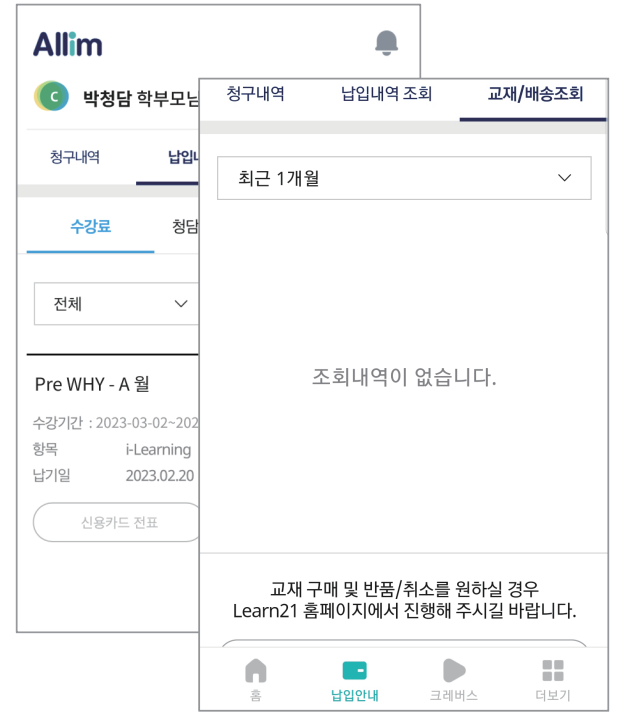 Allim
C 박청담 학부모님
청구내역
수강료
전체
Pre WHY - A 월
수강기간 : 2023-03-02~202
항목 i-Learning
납기일 2023.02.20
신용카드 전표
청구내역 납입내역 조회 교재/배송조회
최근 1개월
조회내역이 없습니다.
교재 구매 및 반품/취소를 원하실 경우
Learn21 홈페이지에서 진행해 주시길 바랍니다.
홈 납입안내 크레버스 더보기